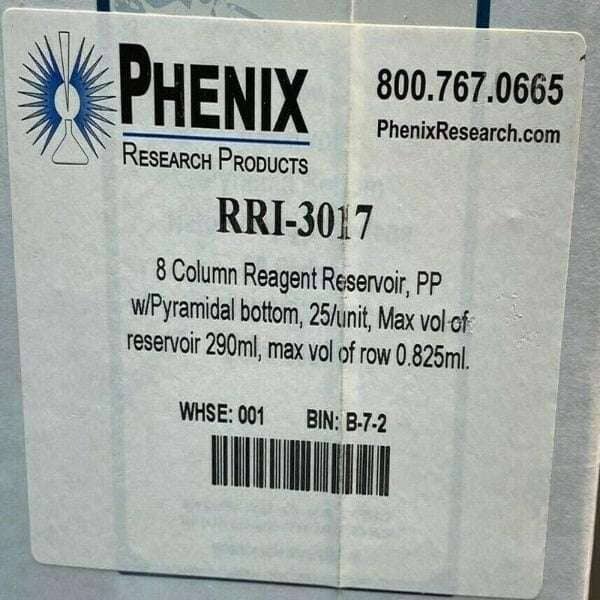 PHENIX
RESEARCH PRODUCTS
800.767.0665
PhenixResearch.com
RRI-3017
8 Column Reagent Reservoir, PP
w/Pyramidal bottom, 25/unit, Max vol of
reservoir 290ml, max vol of row 0.825ml.
WHSE: 001 BIN: B-7-2